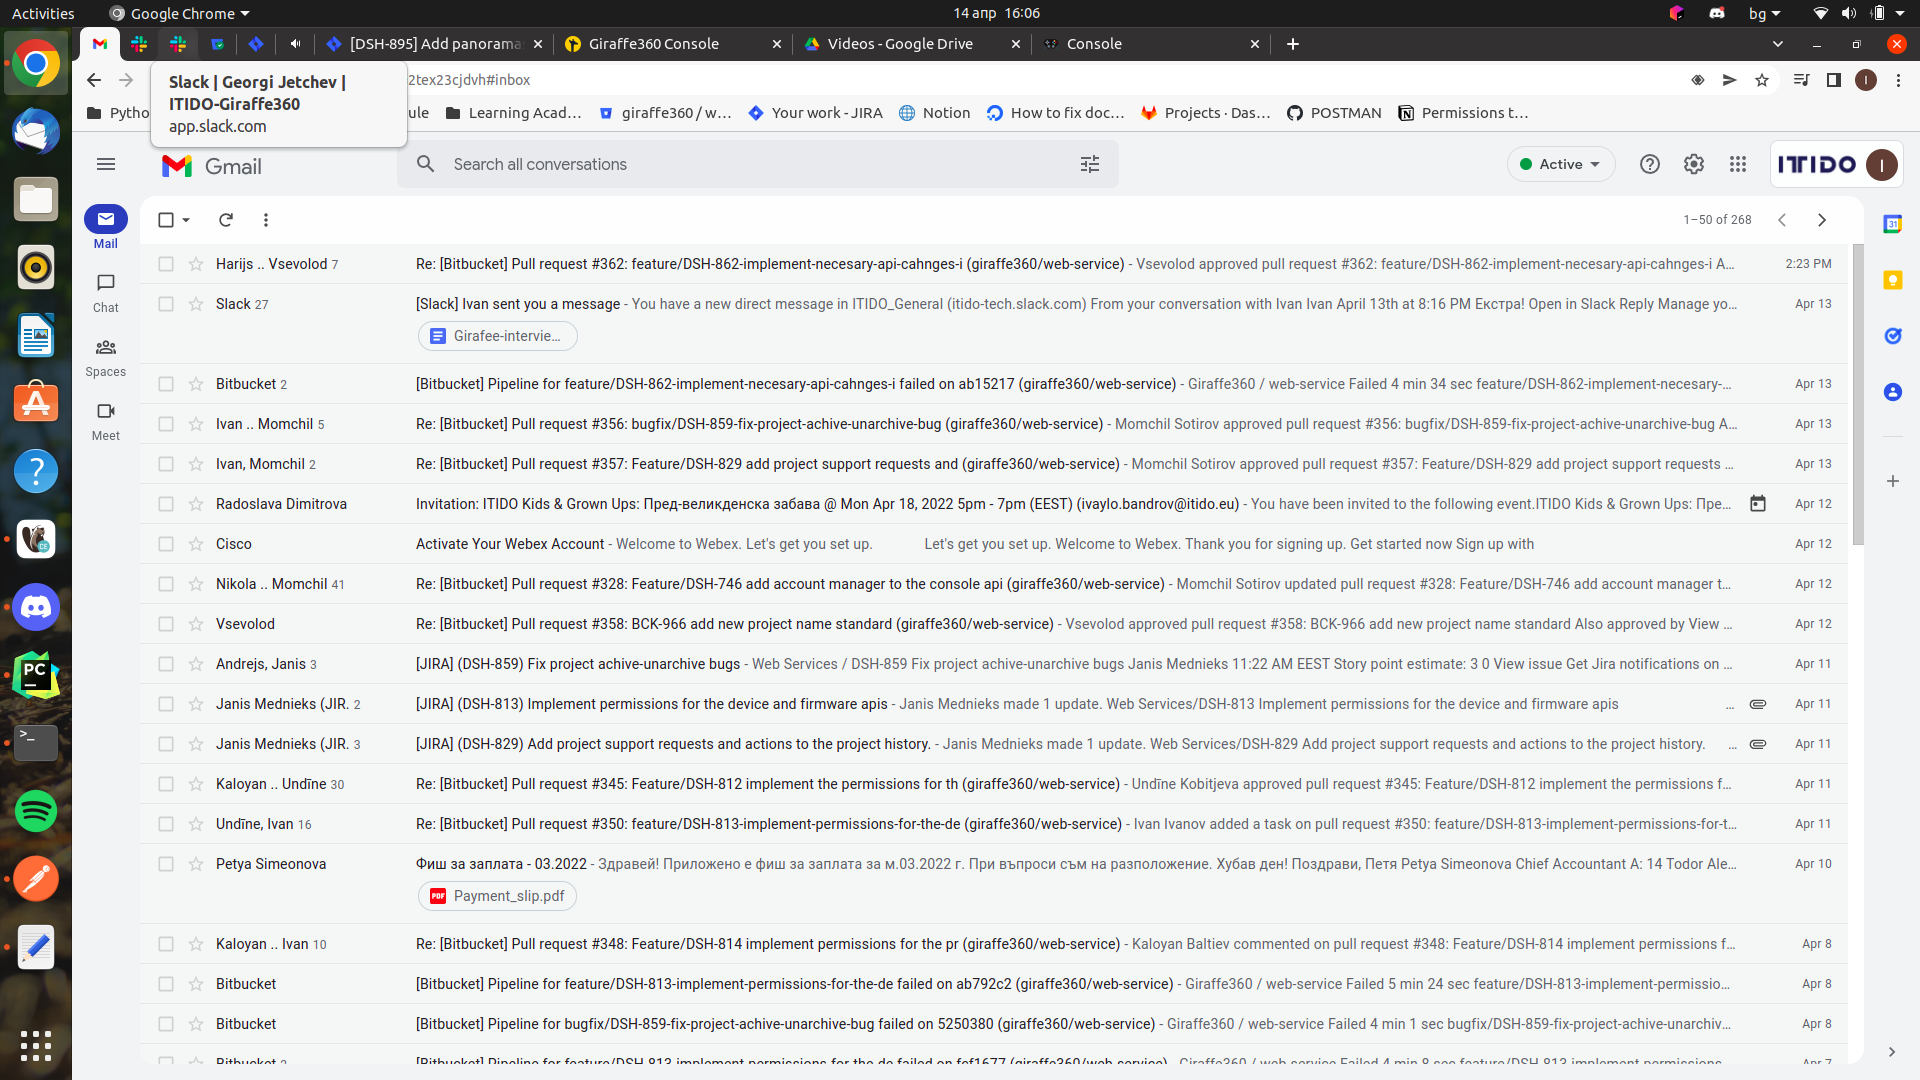 Activities
Google Chrome
14 апр 16:06
bg
[DSH-895] Add panorama
Giraffe360 Console
Videos - Google Drive
Console
Slack | Georgi Jetchev |
ITIDO-Giraffe360
app.slack.com
2tex23cjdvh#inbox
Pytho
ule
Learning Acad…
giraffe360 / w…
Your work - JIRA
Notion
How to fix doc…
Projects · Das…
POSTMAN
Permissions t…
Gmail
Search all conversations
Active
ITIDO
I
1–50 of 268
Mail
Chat
Spaces
Meet
Harijs .. Vsevolod 7 Re: [Bitbucket] Pull request #362: feature/DSH-862-implement-necesary-api-cahnges-i (giraffe360/web-service) - Vsevolod approved pull request #362: feature/DSH-862-implement-necesary-api-cahnges-i A… 2:23 PM
Slack 27 [Slack] Ivan sent you a message - You have a new direct message in ITIDO_General (itido-tech.slack.com) From your conversation with Ivan Ivan April 13th at 8:16 PM Екстра! Open in Slack Reply Manage yo… Apr 13
Girafee-intervie…
Bitbucket 2 [Bitbucket] Pipeline for feature/DSH-862-implement-necesary-api-cahnges-i failed on ab15217 (giraffe360/web-service) - Giraffe360 / web-service Failed 4 min 34 sec feature/DSH-862-implement-necesary-… Apr 13
Ivan .. Momchil 5 Re: [Bitbucket] Pull request #356: bugfix/DSH-859-fix-project-achive-unarchive-bug (giraffe360/web-service) - Momchil Sotirov approved pull request #356: bugfix/DSH-859-fix-project-achive-unarchive-bug A… Apr 13
Ivan, Momchil 2 Re: [Bitbucket] Pull request #357: Feature/DSH-829 add project support requests and (giraffe360/web-service) - Momchil Sotirov approved pull request #357: Feature/DSH-829 add project support requests … Apr 13
Radoslava Dimitrova Invitation: ITIDO Kids & Grown Ups: Пред-великденска забава @ Mon Apr 18, 2022 5pm - 7pm (EEST) (ivaylo.bandrov@itido.eu) - You have been invited to the following event.ITIDO Kids & Grown Ups: Пре… Apr 12
Cisco Activate Your Webex Account - Welcome to Webex. Let's get you set up. Let's get you set up. Welcome to Webex. Thank you for signing up. Get started now Sign up with Apr 12
Nikola .. Momchil 41 Re: [Bitbucket] Pull request #328: Feature/DSH-746 add account manager to the console api (giraffe360/web-service) - Momchil Sotirov updated pull request #328: Feature/DSH-746 add account manager t… Apr 12
Vsevolod Re: [Bitbucket] Pull request #358: BCK-966 add new project name standard (giraffe360/web-service) - Vsevolod approved pull request #358: BCK-966 add new project name standard Also approved by View … Apr 12
Andrejs, Janis 3 [JIRA] (DSH-859) Fix project achive-unarchive bugs - Web Services / DSH-859 Fix project achive-unarchive bugs Janis Mednieks 11:22 AM EEST Story point estimate: 3 0 View issue Get Jira notifications on … Apr 11
Janis Mednieks (JIR. 2 [JIRA] (DSH-813) Implement permissions for the device and firmware apis - Janis Mednieks made 1 update. Web Services/DSH-813 Implement permissions for the device and firmware apis … Apr 11
Janis Mednieks (JIR. 3 [JIRA] (DSH-829) Add project support requests and actions to the project history. - Janis Mednieks made 1 update. Web Services/DSH-829 Add project support requests and actions to the project history. … Apr 11
Kaloyan .. Undīne 30 Re: [Bitbucket] Pull request #345: Feature/DSH-812 implement the permissions for th (giraffe360/web-service) - Undīne Kobitjeva approved pull request #345: Feature/DSH-812 implement the permissions f… Apr 11
Undīne, Ivan 16 Re: [Bitbucket] Pull request #350: feature/DSH-813-implement-permissions-for-the-de (giraffe360/web-service) - Ivan Ivanov added a task on pull request #350: feature/DSH-813-implement-permissions-for-t… Apr 11
Petya Simeonova Фиш за заплата - 03.2022 - Здравей! Приложено е фиш за заплата за м.03.2022 г. При въпроси съм на разположение. Хубав ден! Поздрави, Петя Petya Simeonova Chief Accountant A: 14 Todor Ale… Apr 10
PDF Payment_slip.pdf
Kaloyan .. Ivan 10 Re: [Bitbucket] Pull request #348: Feature/DSH-814 implement permissions for the pr (giraffe360/web-service) - Kaloyan Baltiev commented on pull request #348: Feature/DSH-814 implement permissions f… Apr 8
Bitbucket [Bitbucket] Pipeline for feature/DSH-813-implement-permissions-for-the-de failed on ab792c2 (giraffe360/web-service) - Giraffe360 / web-service Failed 5 min 24 sec feature/DSH-813-implement-permissio… Apr 8
Bitbucket [Bitbucket] Pipeline for bugfix/DSH-859-fix-project-achive-unarchive-bug failed on 5250380 (giraffe360/web-service) - Giraffe360 / web-service Failed 4 min 1 sec bugfix/DSH-859-fix-project-achive-unarchiv… Apr 8
Bitbucket 2 [Bitbucket] Pipeline for feature/DSH-813-implement-permissions-for-the-de failed on fcf1677 (giraffe360/web-service) - Giraffe360 / web-service Failed 4 min 8 sec feature/DSH-813-implement-permissions… Apr 7